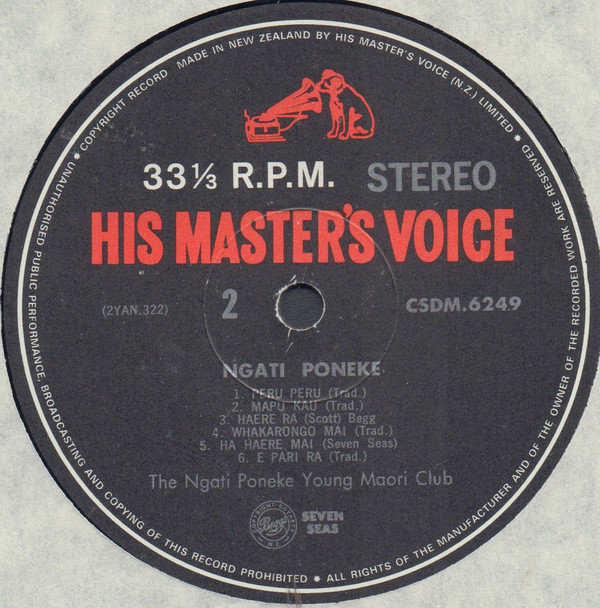 UNAUTHORISED PUBLIC PERFORMANCE, BROADCASTING AND COPYING OF THIS RECORD PROHIBITED * ALL RIGHTS OF THE MANUFACTURER AND OF THE OWNER OF THE RECORDED WORK ARE RESERVED * COPYRIGHT RECORD MADE IN NEW ZEALAND BY HIS MASTER'S VOICE (N.Z.) LIMITED *
33⅓ R.P.M. STEREO
HIS MASTER'S VOICE
(2YAN.322) 2 CSDM.6249
NGATI PONEKE
1. PERU PERU (Trad.)
2. MAPU KAU (Trad.)
3. HAERE RA (Scott) Begg
4. WHAKARONGO MAI (Trad.)
5. HA HAERE MAI (Seven Seas)
6. E PARI RA (Trad.)
The Ngati Poneke Young Maori Club
Begg
SEVEN
SEAS